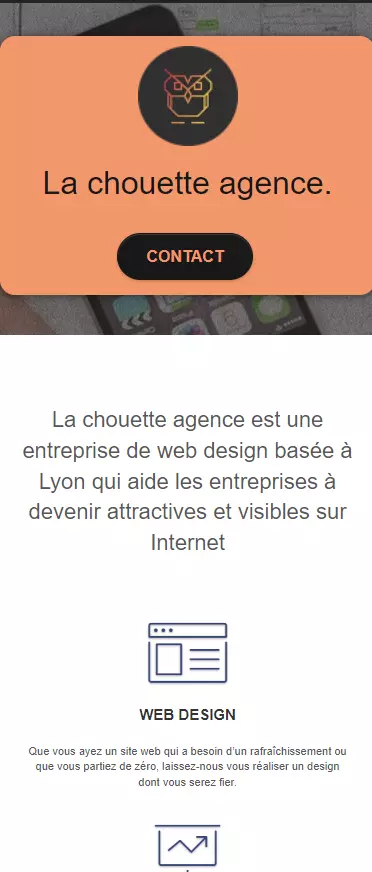 La chouette agence.
CONTACT
La chouette agence est une
entreprise de web design basée à
Lyon qui aide les entreprises à
devenir attractives et visibles sur
Internet
WEB DESIGN
Que vous ayez un site web qui a besoin d'un rafraîchissement ou
que vous partiez de zéro, laissez-nous vous réaliser un design
dont vous serez fier.